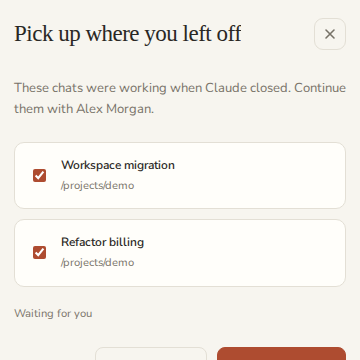 Pick up where you left off
These chats were working when Claude closed. Continue
them with Alex Morgan.
Workspace migration
/projects/demo
Refactor billing
/projects/demo
Waiting for you